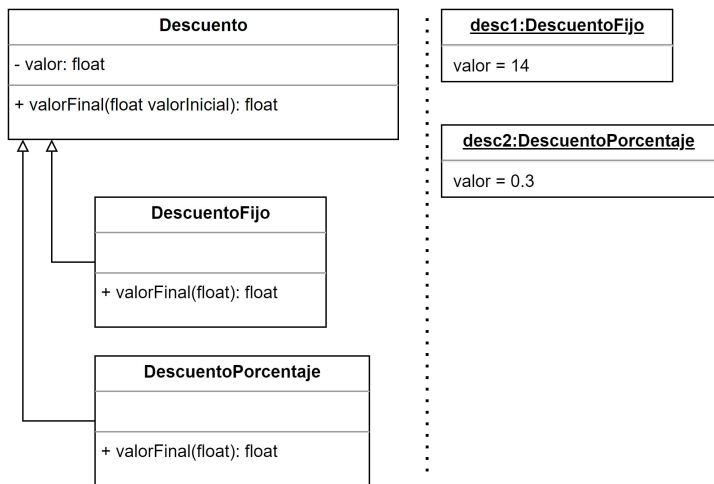 Descuento
- valor: float
+ valorFinal(float valorInicial): float
DescuentoFijo
+ valorFinal(float): float
DescuentoPorcentaje
+ valorFinal(float): float
desc1:DescuentoFijo
valor = 14
desc2:DescuentoPorcentaje
valor = 0.3